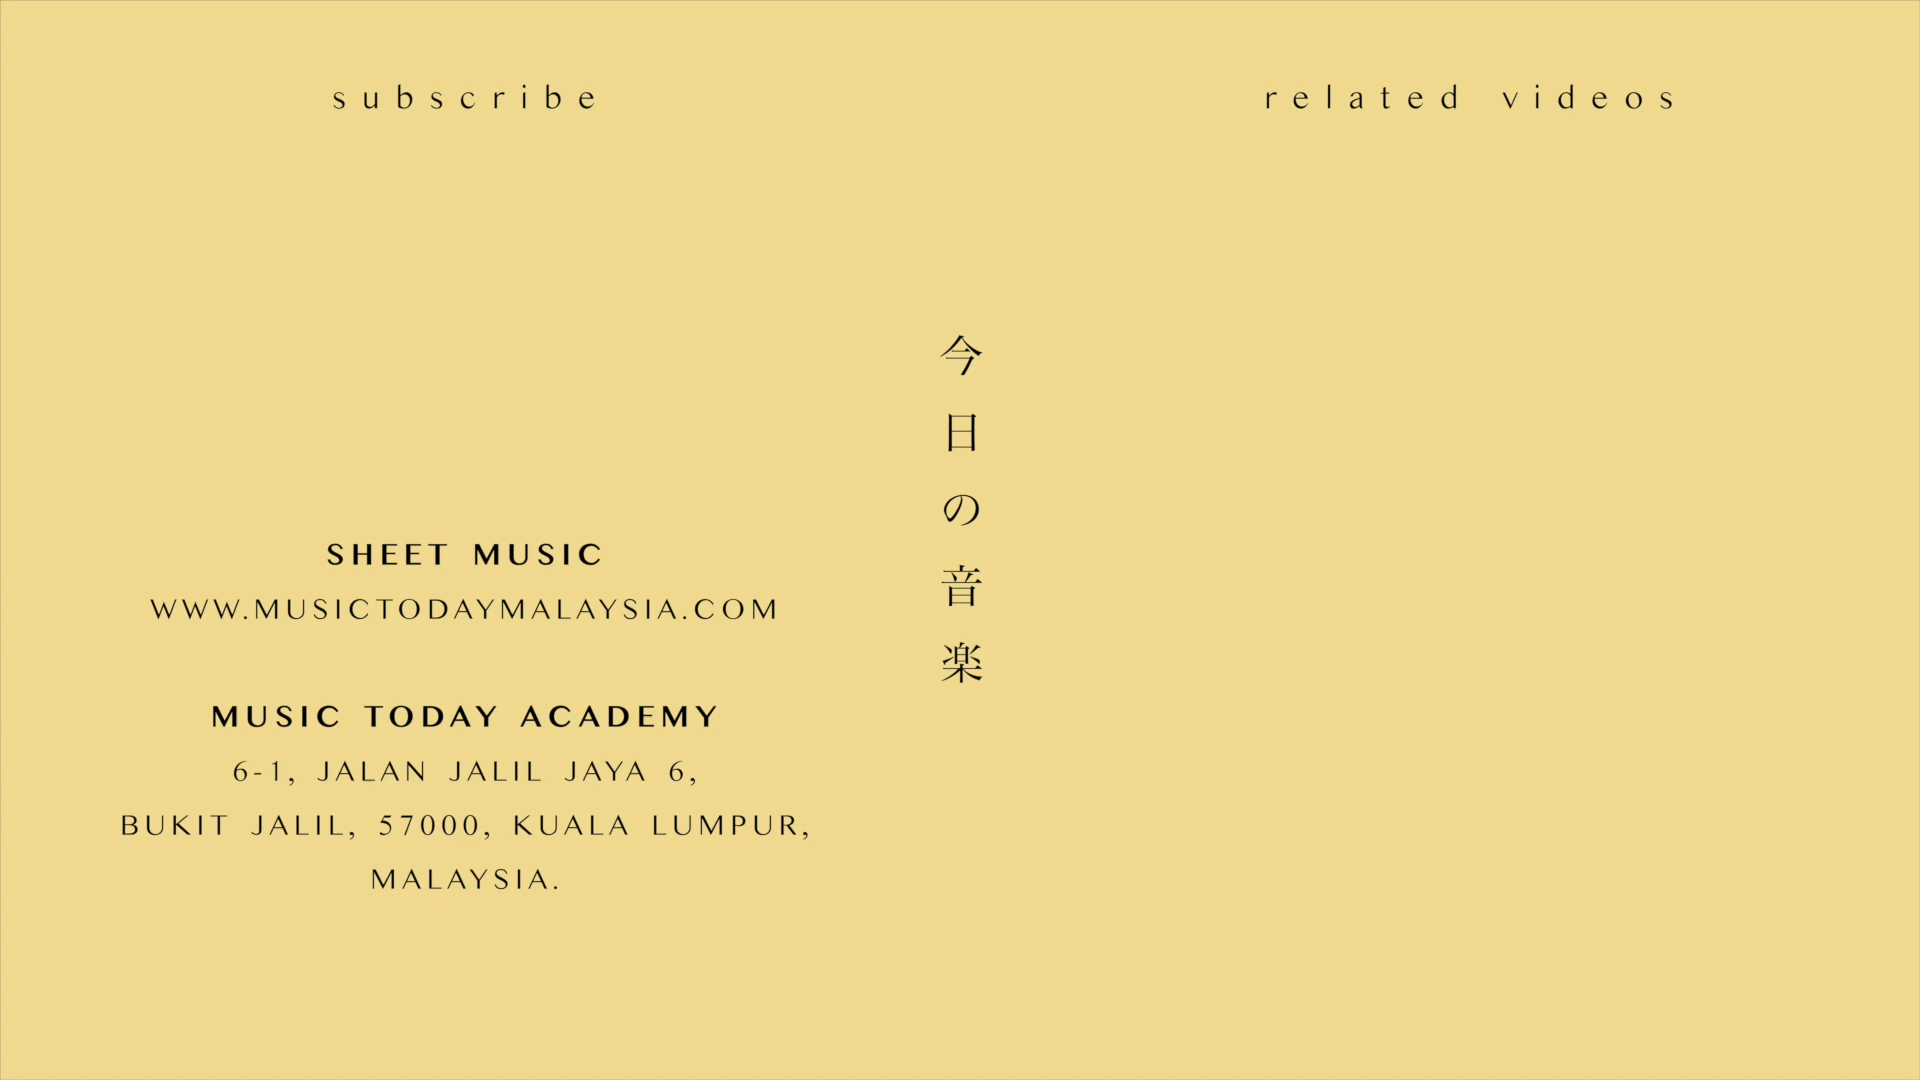 subscribe
related videos
今日の音楽
SHEET MUSIC
WWW.MUSICTODAYMALAYSIA.COM
MUSIC TODAY ACADEMY
6-1, JALAN JALIL JAYA 6,
BUKIT JALIL, 57000, KUALA LUMPUR,
MALAYSIA.